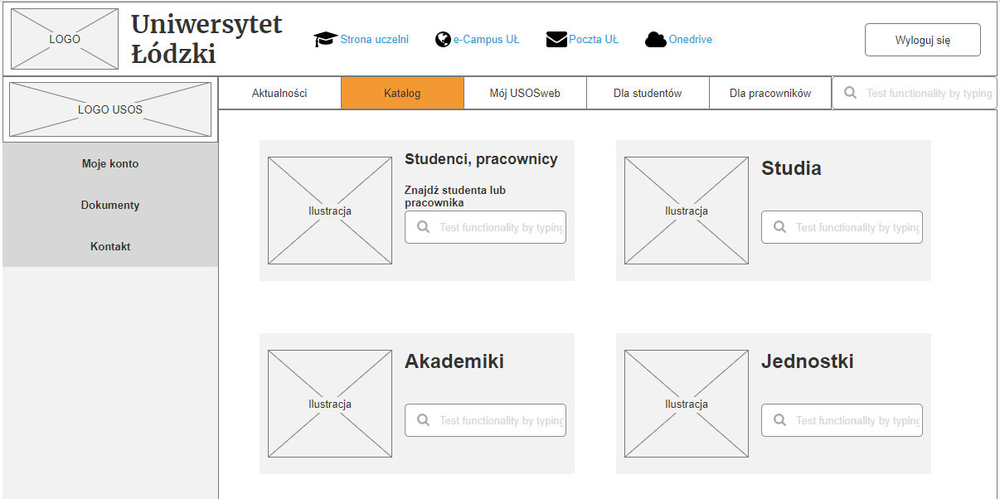 LOGO
Uniwersytet
Łódzki
Strona uczelni
e-Campus UŁ
Poczta UŁ
Onedrive
Wyloguj się
LOGO USOS
Aktualności
Katalog
Mój USOSweb
Dla studentów
Dla pracowników
Test functionality by typing
Moje konto
Dokumenty
Kontakt
Ilustracja
Studenci, pracownicy
Znajdź studenta lub
pracownika
Test functionality by typing
Ilustracja
Studia
Test functionality by typing
Ilustracja
Akademiki
Test functionality by typing
Ilustracja
Jednostki
Test functionality by typing